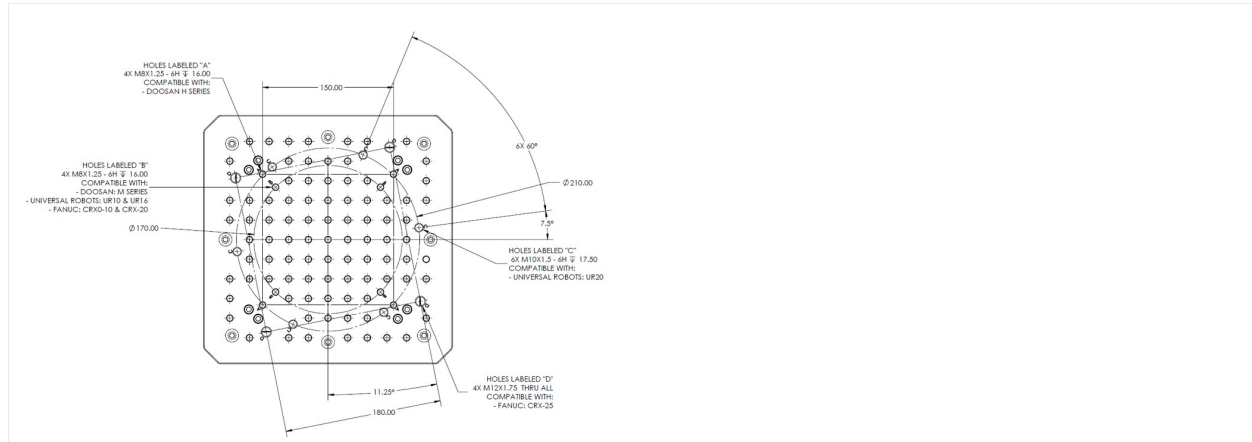 HOLES LABELED "A"
4X M8X1.25 - 6H ↧ 16.00
COMPATIBLE WITH:
- DOOSAN H SERIES
150.00
6X 60°
HOLES LABELED "B"
4X M8X1.25 - 6H ↧ 16.00
COMPATIBLE WITH:
- DOOSAN: M SERIES
- UNIVERSAL ROBOTS: UR10 & UR16
- FANUC: CRX0-10 & CRX-20
Ø210.00
7.5°
Ø170.00
HOLES LABELED "C"
6X M10X1.5 - 6H ↧ 17.50
COMPATIBLE WITH:
- UNIVERSAL ROBOTS: UR20
HOLES LABELED "D"
4X M12X1.75 THRU ALL
COMPATIBLE WITH:
- FANUC: CRX-25
11.25°
180.00